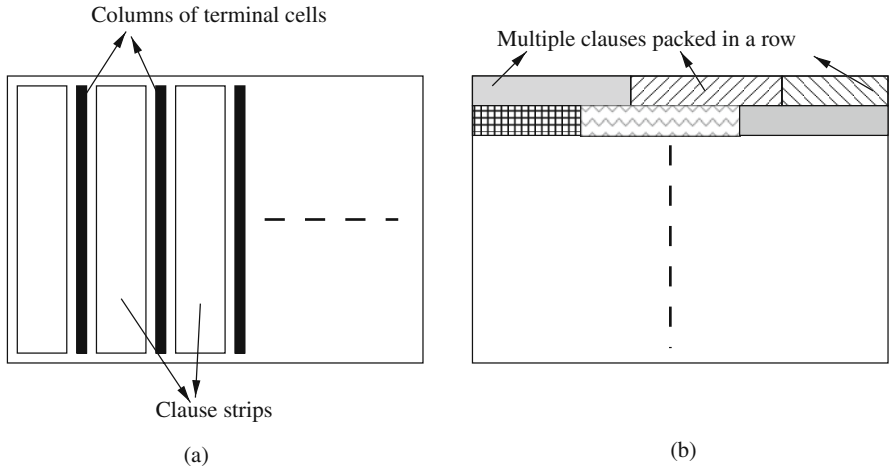 Columns of terminal cells
Multiple clauses packed in a row
Clause strips
(a)
(b)